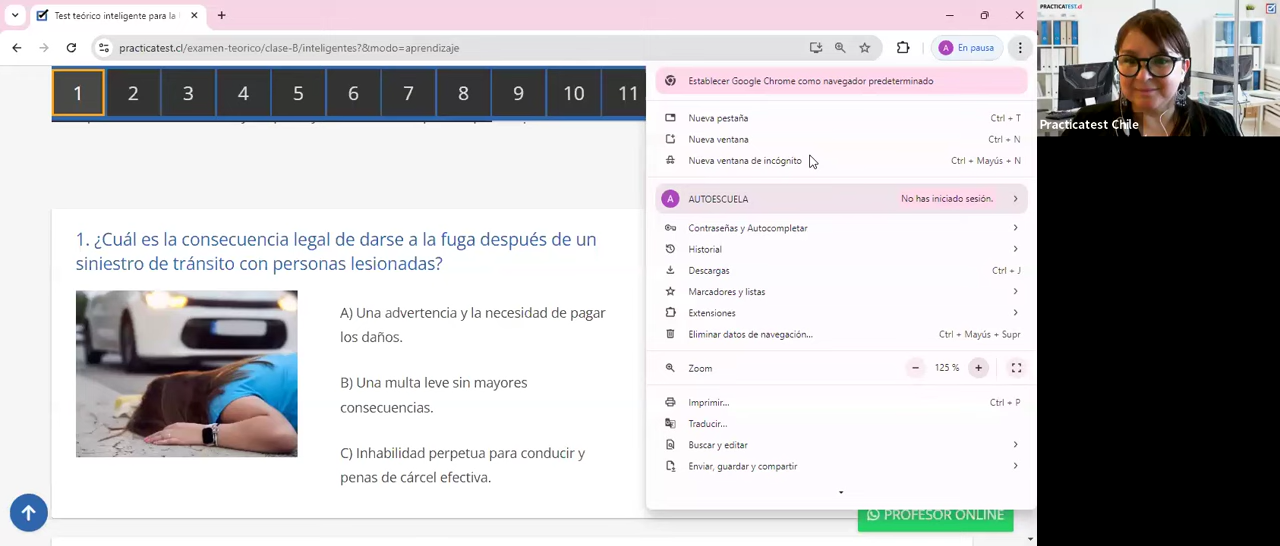 Test teórico inteligente para la
practicatest.cl/examen-teorico/clase-B/inteligentes?&modo=aprendizaje
A En pausa
1 2 3 4 5 6 7 8 9 10 11
1. ¿Cuál es la consecuencia legal de darse a la fuga después de un
siniestro de tránsito con personas lesionadas?
A) Una advertencia y la necesidad de pagar
los daños.
B) Una multa leve sin mayores
consecuencias.
C) Inhabilidad perpetua para conducir y
penas de cárcel efectiva.
Establecer Google Chrome como navegador predeterminado
Nueva pestaña Ctrl + T
Nueva ventana Ctrl + N
Nueva ventana de incógnito Ctrl + Mayús + N
A AUTOESCUELA No has iniciado sesión.
Contraseñas y Autocompletar
Historial
Descargas Ctrl + J
Marcadores y listas
Extensiones
Eliminar datos de navegación... Ctrl + Mayús + Supr
Zoom − 125 % +
Imprimir... Ctrl + P
Traducir...
Buscar y editar
Enviar, guardar y compartir
PROFESOR ONLINE
PRACTICATEST.cl
Practicatest Chile